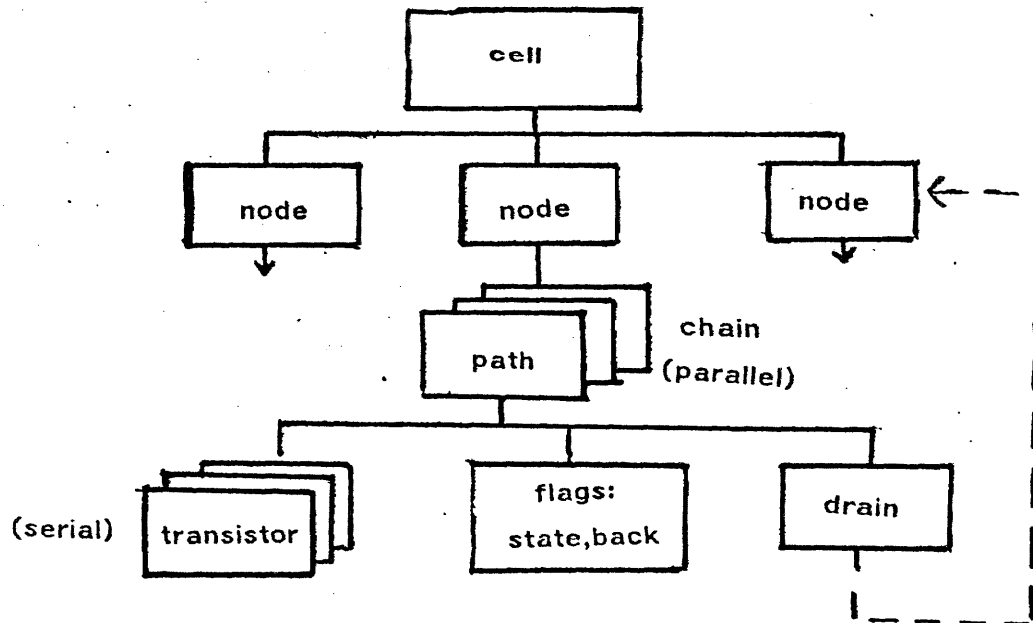 cell
node
node
node
chain
path
(parallel)
flags:
drain
(serial)
transistor
state,back